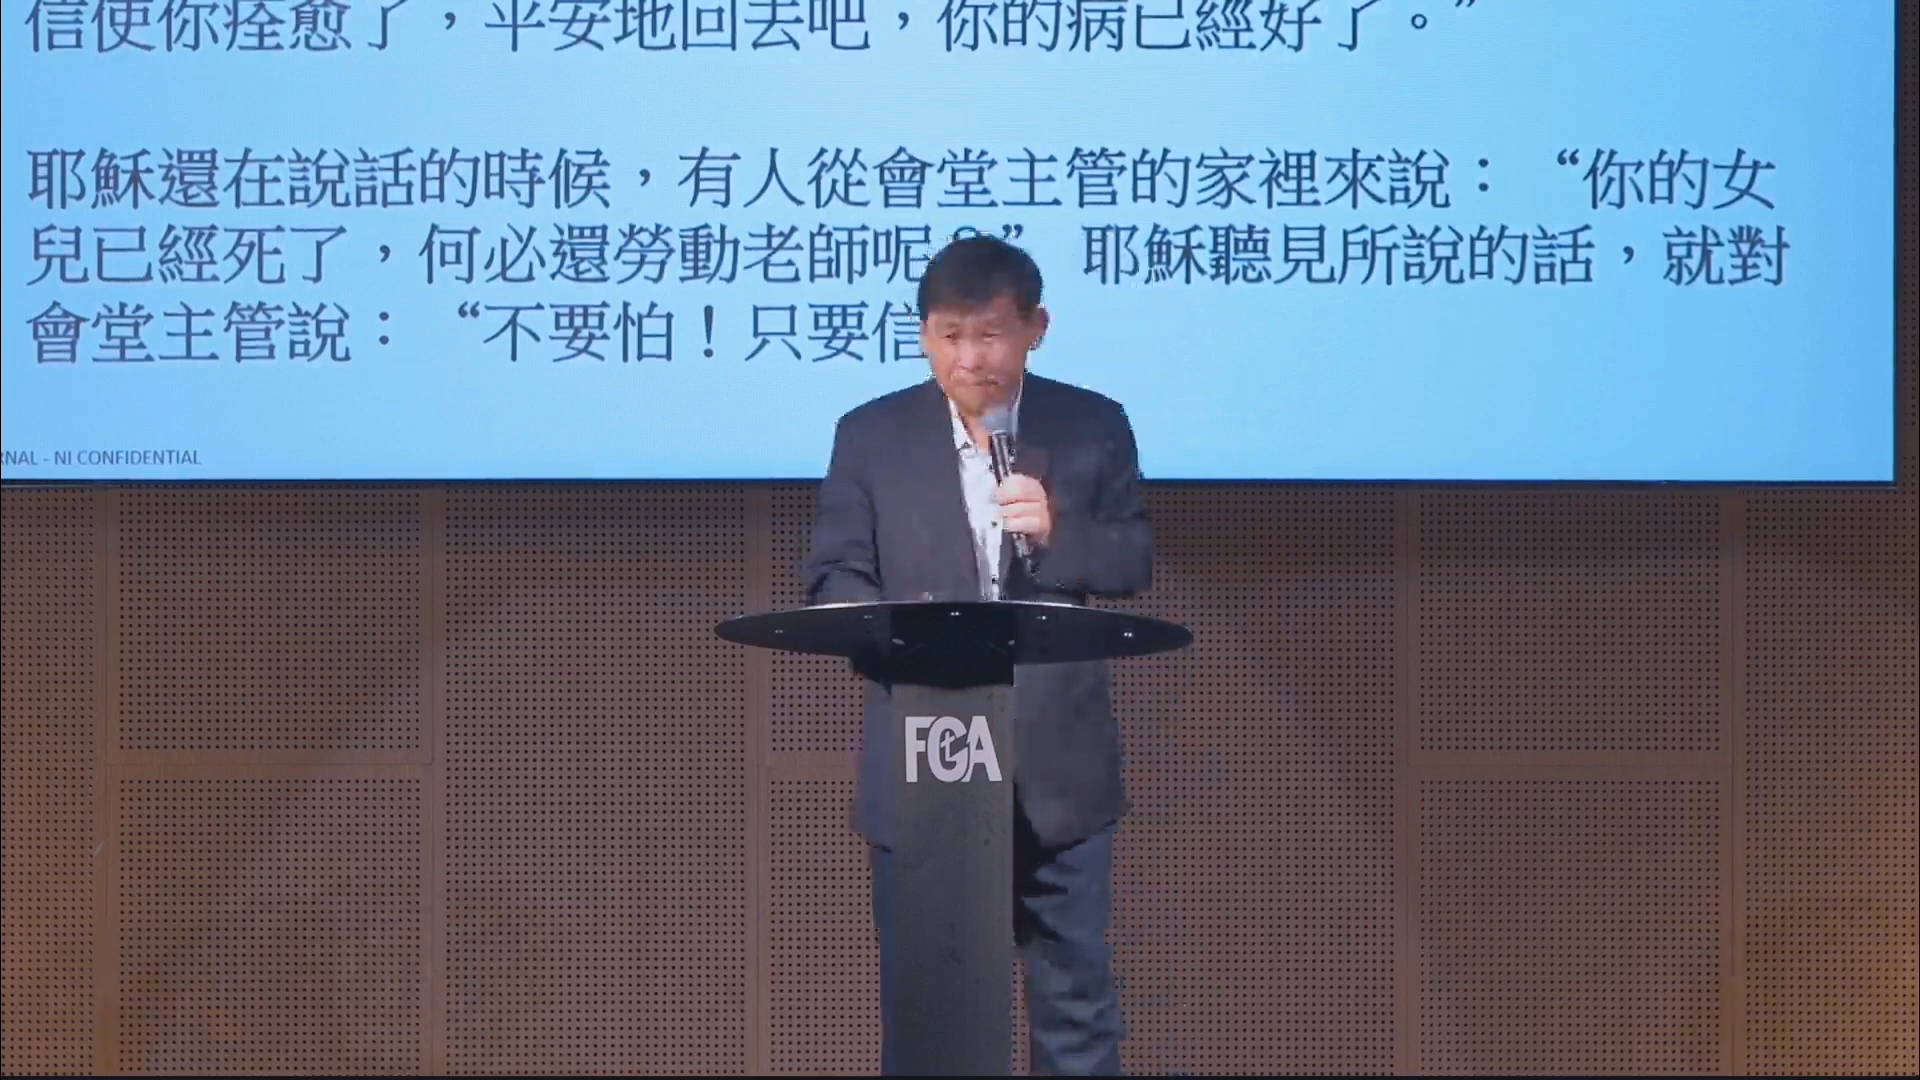 信使你痊愈了，平安地回去吧，你的病已經好了。”
耶穌還在說話的時候，有人從會堂主管的家裡來說：“你的女
兒已經死了，何必還勞動老師呢？” 耶穌聽見所說的話，就對
會堂主管說：“不要怕！只要信
RNAL - NI CONFIDENTIAL
FGA